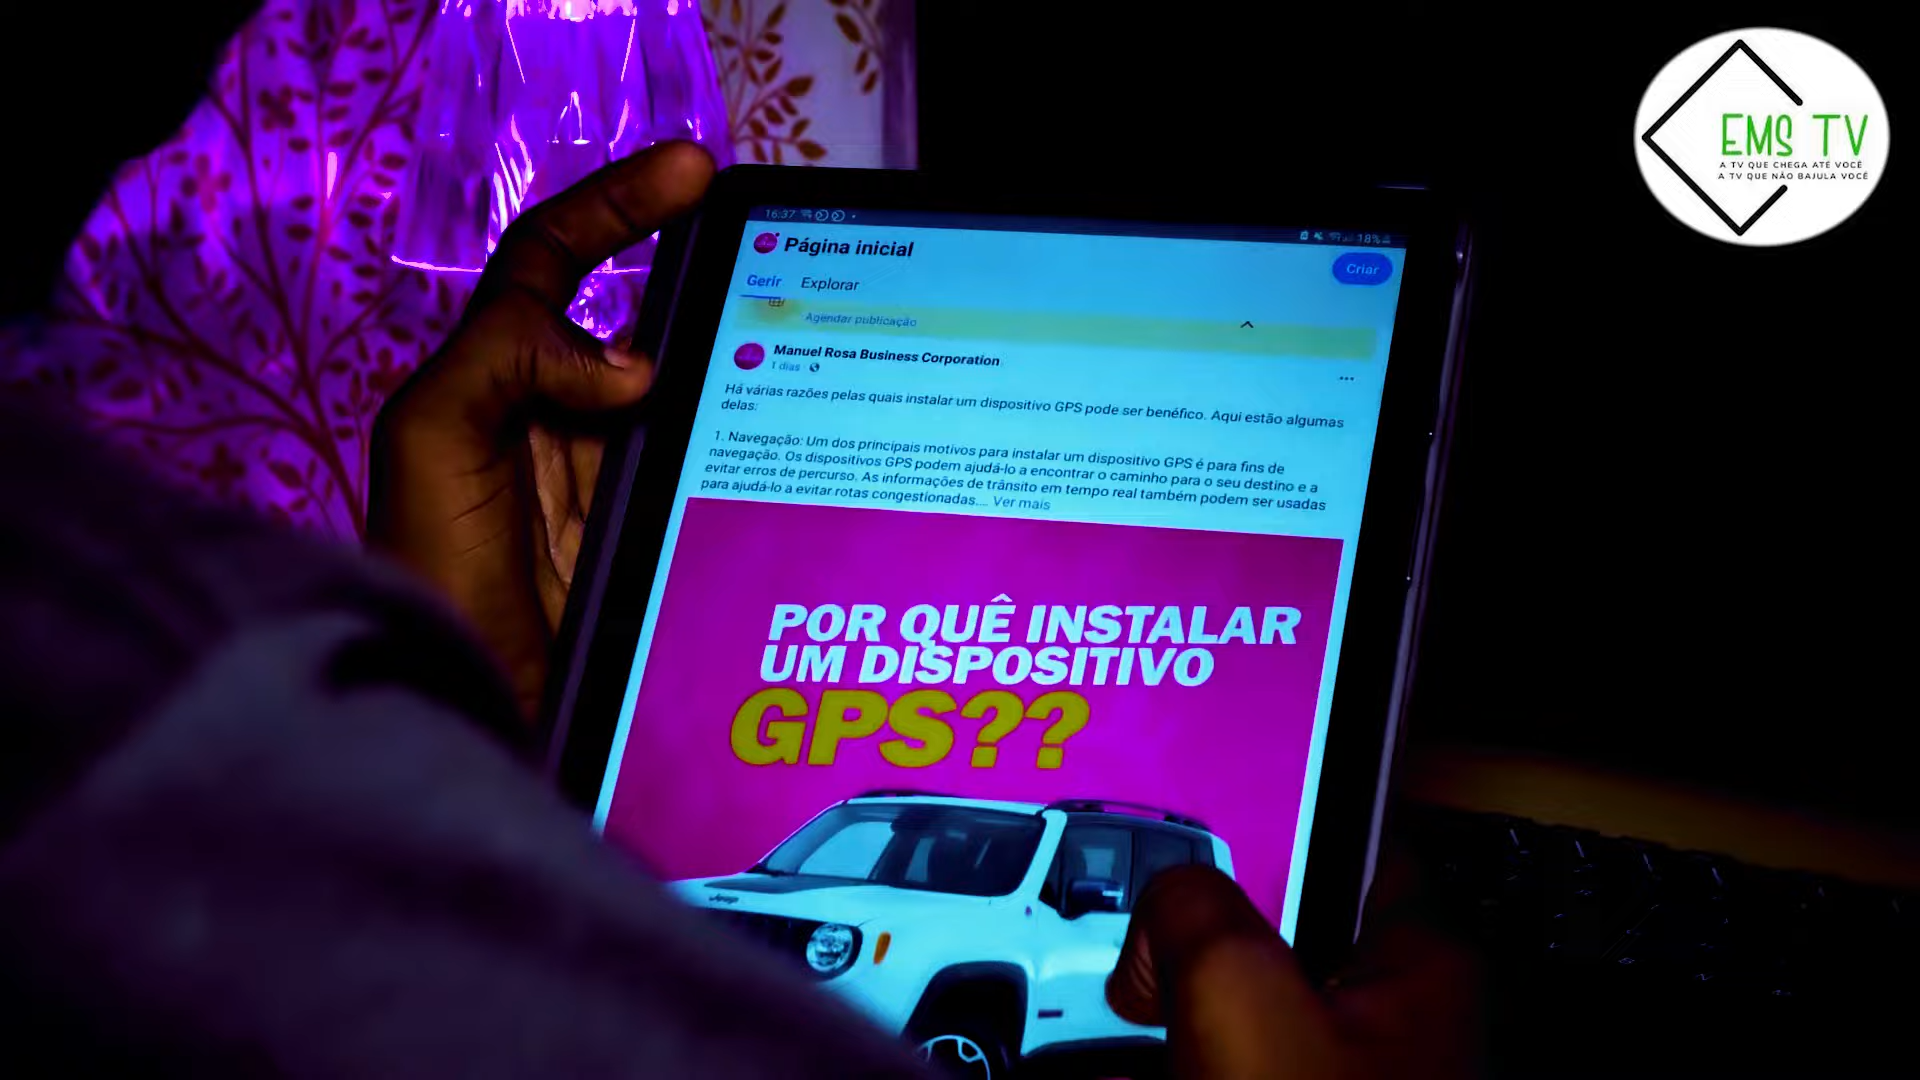 EMS TV
A TV QUE CHEGA ATÉ VOCÊ
A TV QUE NÃO BAJULA VOCÊ
16:37
18%
Página inicial
Criar
Gerir Explorar
Agendar publicação
Manuel Rosa Business Corporation
1 dias
Há várias razões pelas quais instalar um dispositivo GPS pode ser benéfico. Aqui estão algumas
delas:
1. Navegação: Um dos principais motivos para instalar um dispositivo GPS é para fins de
navegação. Os dispositivos GPS podem ajudá-lo a encontrar o caminho para o seu destino e a
evitar erros de percurso. As informações de trânsito em tempo real também podem ser usadas
para ajudá-lo a evitar rotas congestionadas.... Ver mais
POR QUÊ INSTALAR
UM DISPOSITIVO
GPS??
Jeep